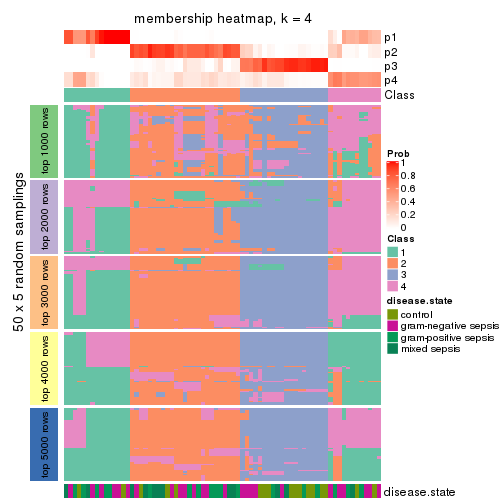 membership heatmap, k = 4
p1
p2
p3
p4
Class
50 x 5 random samplings
top 1000 rows
top 2000 rows
top 3000 rows
top 4000 rows
top 5000 rows
disease.state
Prob
1
0.8
0.6
0.4
0.2
0
Class
1
2
3
4
disease.state
control
gram-negative sepsis
gram-positive sepsis
mixed sepsis